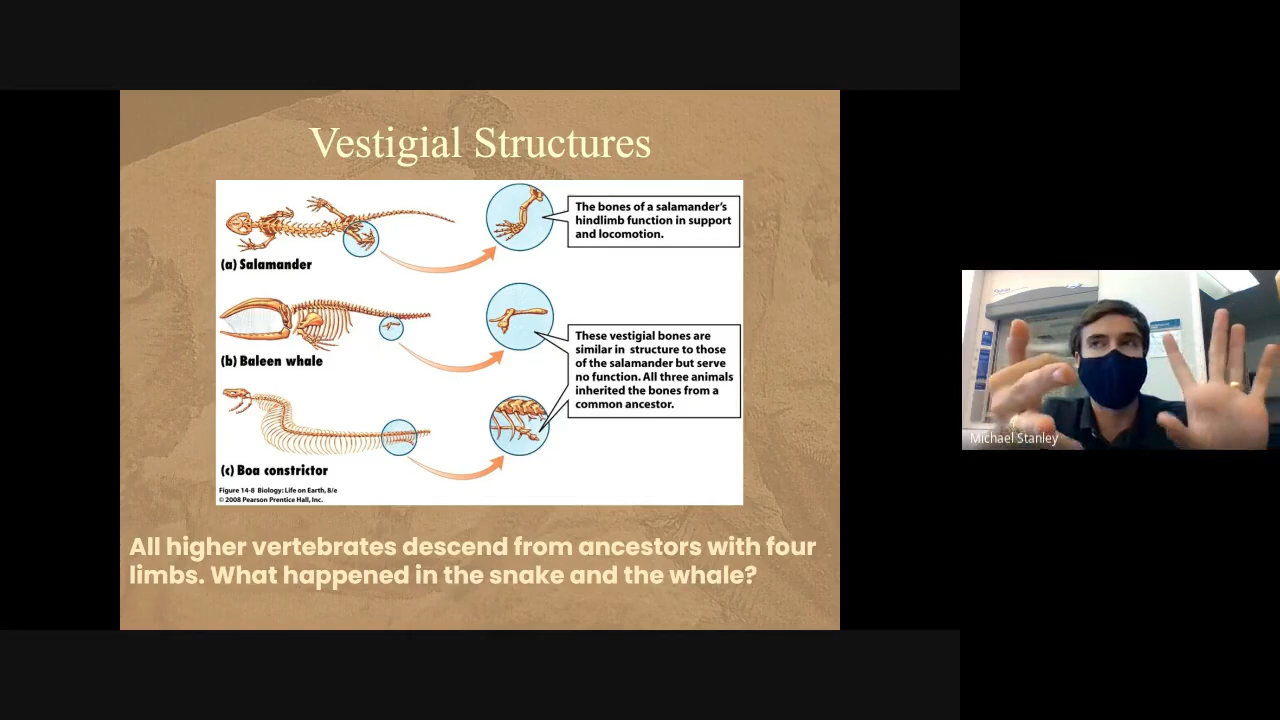 Vestigial Structures
The bones of a salamander's
hindlimb function in support
and locomotion.
(a) Salamander
(b) Baleen whale
These vestigial bones are
similar in structure to those
of the salamander but serve
no function. All three animals
inherited the bones from a
common ancestor.
(c) Boa constrictor
Figure 14-8 Biology: Life on Earth, 8/e
© 2008 Pearson Prentice Hall, Inc.
All higher vertebrates descend from ancestors with four
limbs. What happened in the snake and the whale?
Michael Stanley